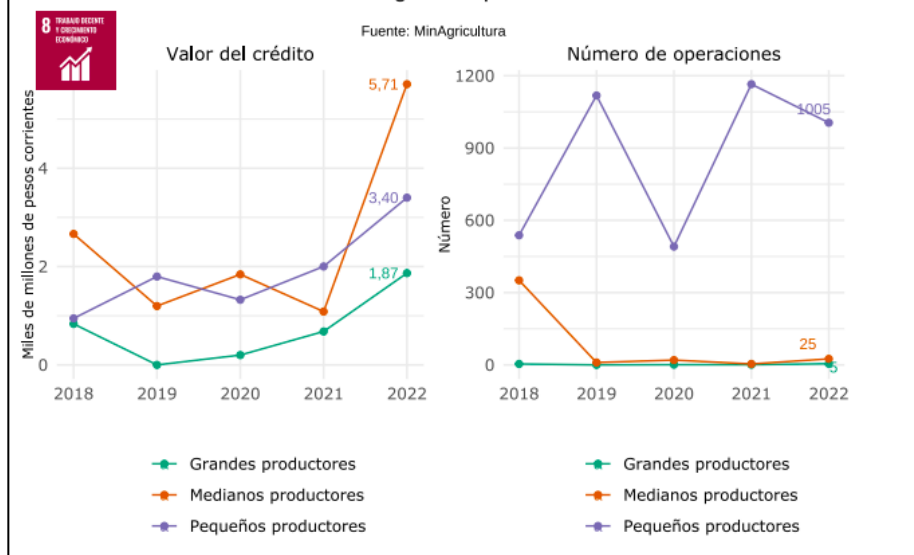 8 TRABAJO DECENTE
Y CRECIMIENTO
ECONÓMICO
Fuente: MinAgricultura
Valor del crédito
Miles de millones de pesos corrientes
4
2
0
5,71
3,40
1,87
2018 2019 2020 2021 2022
Grandes productores
Medianos productores
Pequeños productores
Número de operaciones
Número
1200
900
600
300
0
1005
25
5
2018 2019 2020 2021 2022
Grandes productores
Medianos productores
Pequeños productores